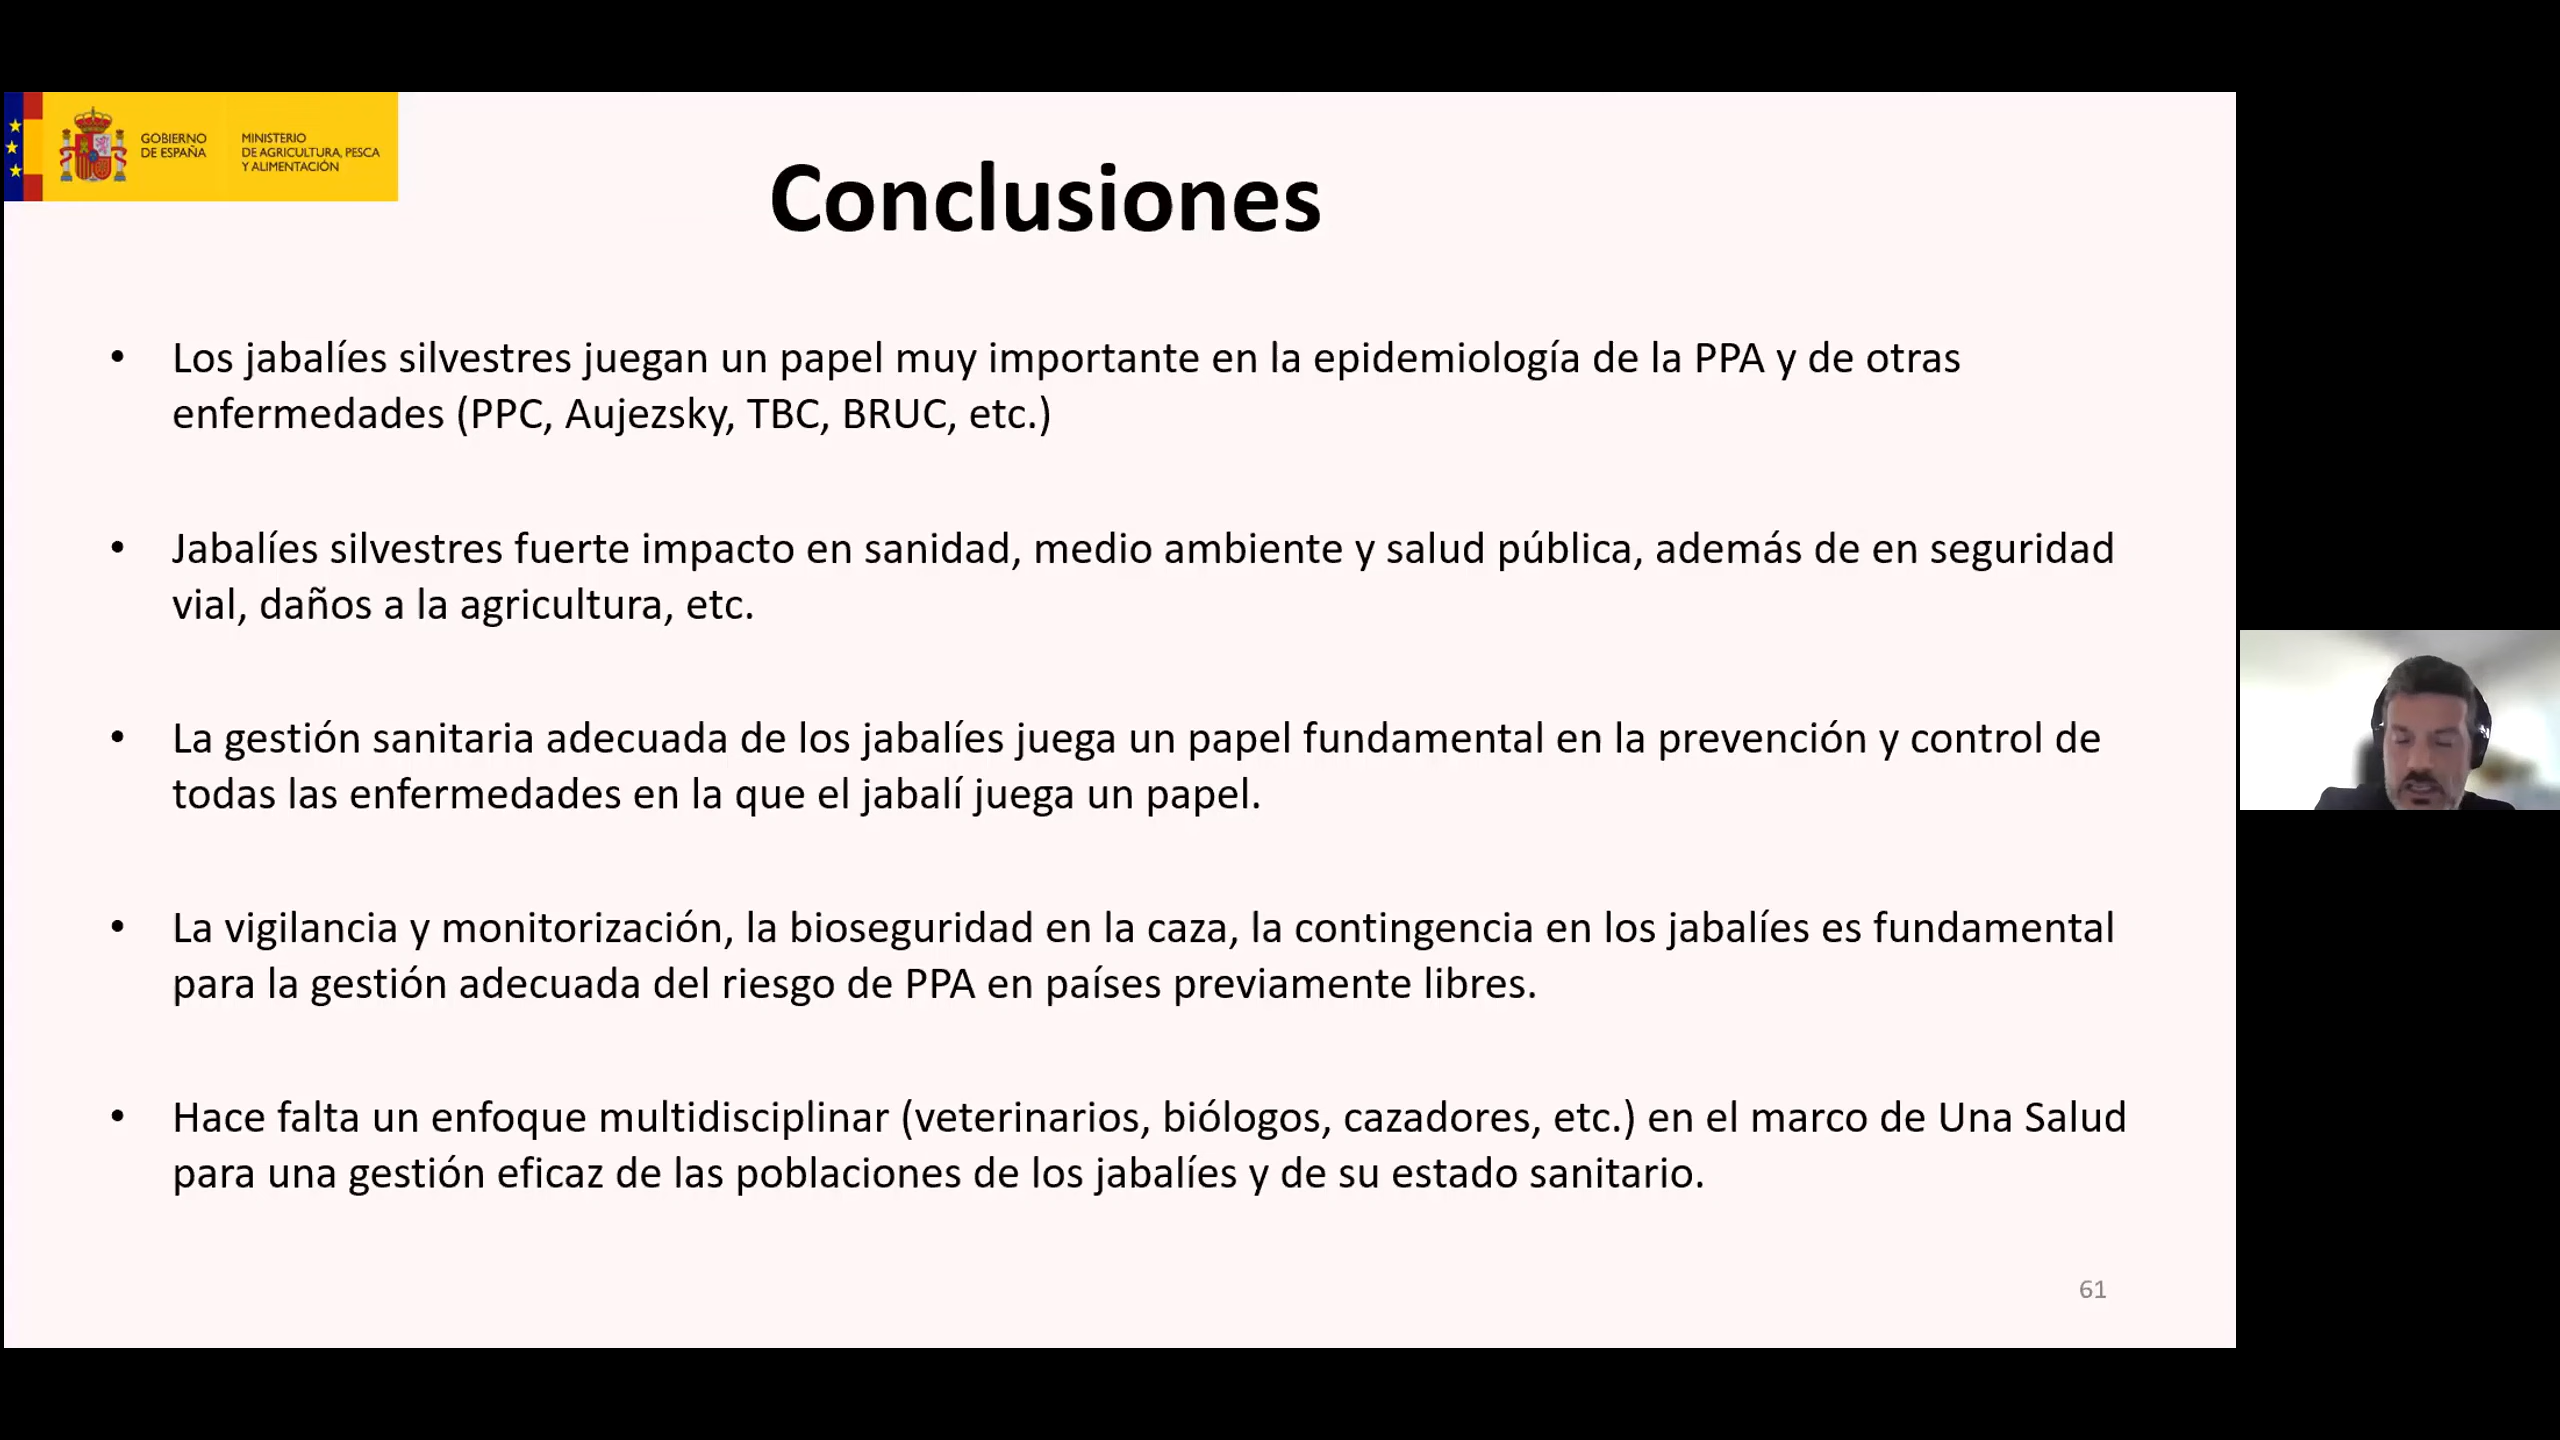 GOBIERNO
DE ESPAÑA
MINISTERIO
DE AGRICULTURA, PESCA
Y ALIMENTACIÓN
Conclusiones
• Los jabalíes silvestres juegan un papel muy importante en la epidemiología de la PPA y de otras
enfermedades (PPC, Aujezsky, TBC, BRUC, etc.)
• Jabalíes silvestres fuerte impacto en sanidad, medio ambiente y salud pública, además de en seguridad
vial, daños a la agricultura, etc.
• La gestión sanitaria adecuada de los jabalíes juega un papel fundamental en la prevención y control de
todas las enfermedades en la que el jabalí juega un papel.
• La vigilancia y monitorización, la bioseguridad en la caza, la contingencia en los jabalíes es fundamental
para la gestión adecuada del riesgo de PPA en países previamente libres.
• Hace falta un enfoque multidisciplinar (veterinarios, biólogos, cazadores, etc.) en el marco de Una Salud
para una gestión eficaz de las poblaciones de los jabalíes y de su estado sanitario.
61